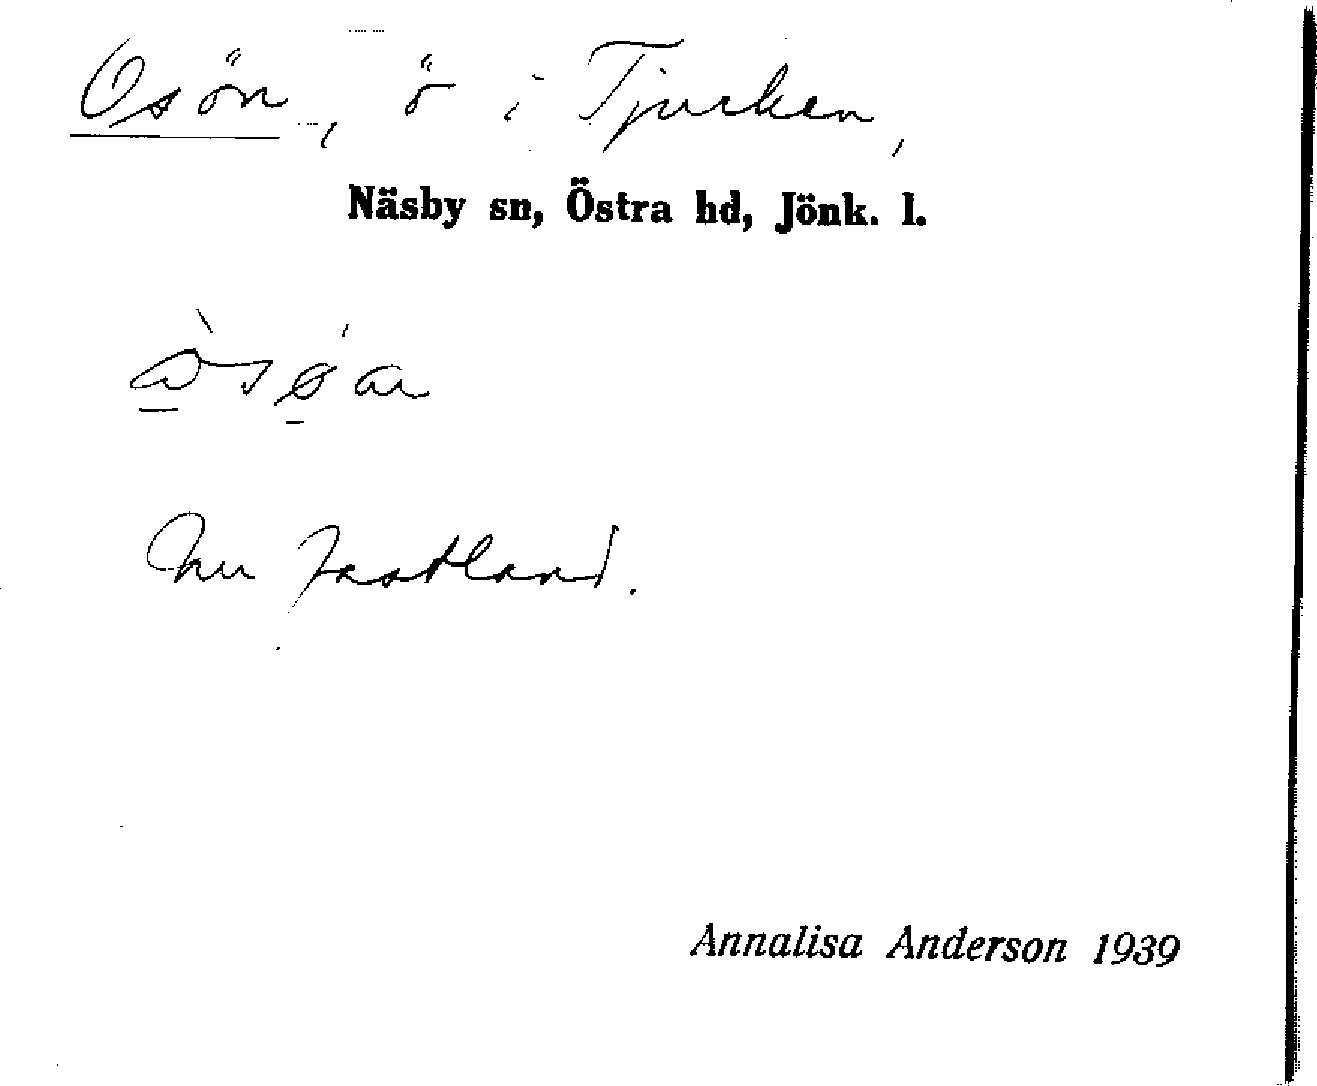 Osön, ö i Tjurken,
Näsby sn, Östra hd, Jönk. l.
Nu fastland.
Annalisa Anderson 1939